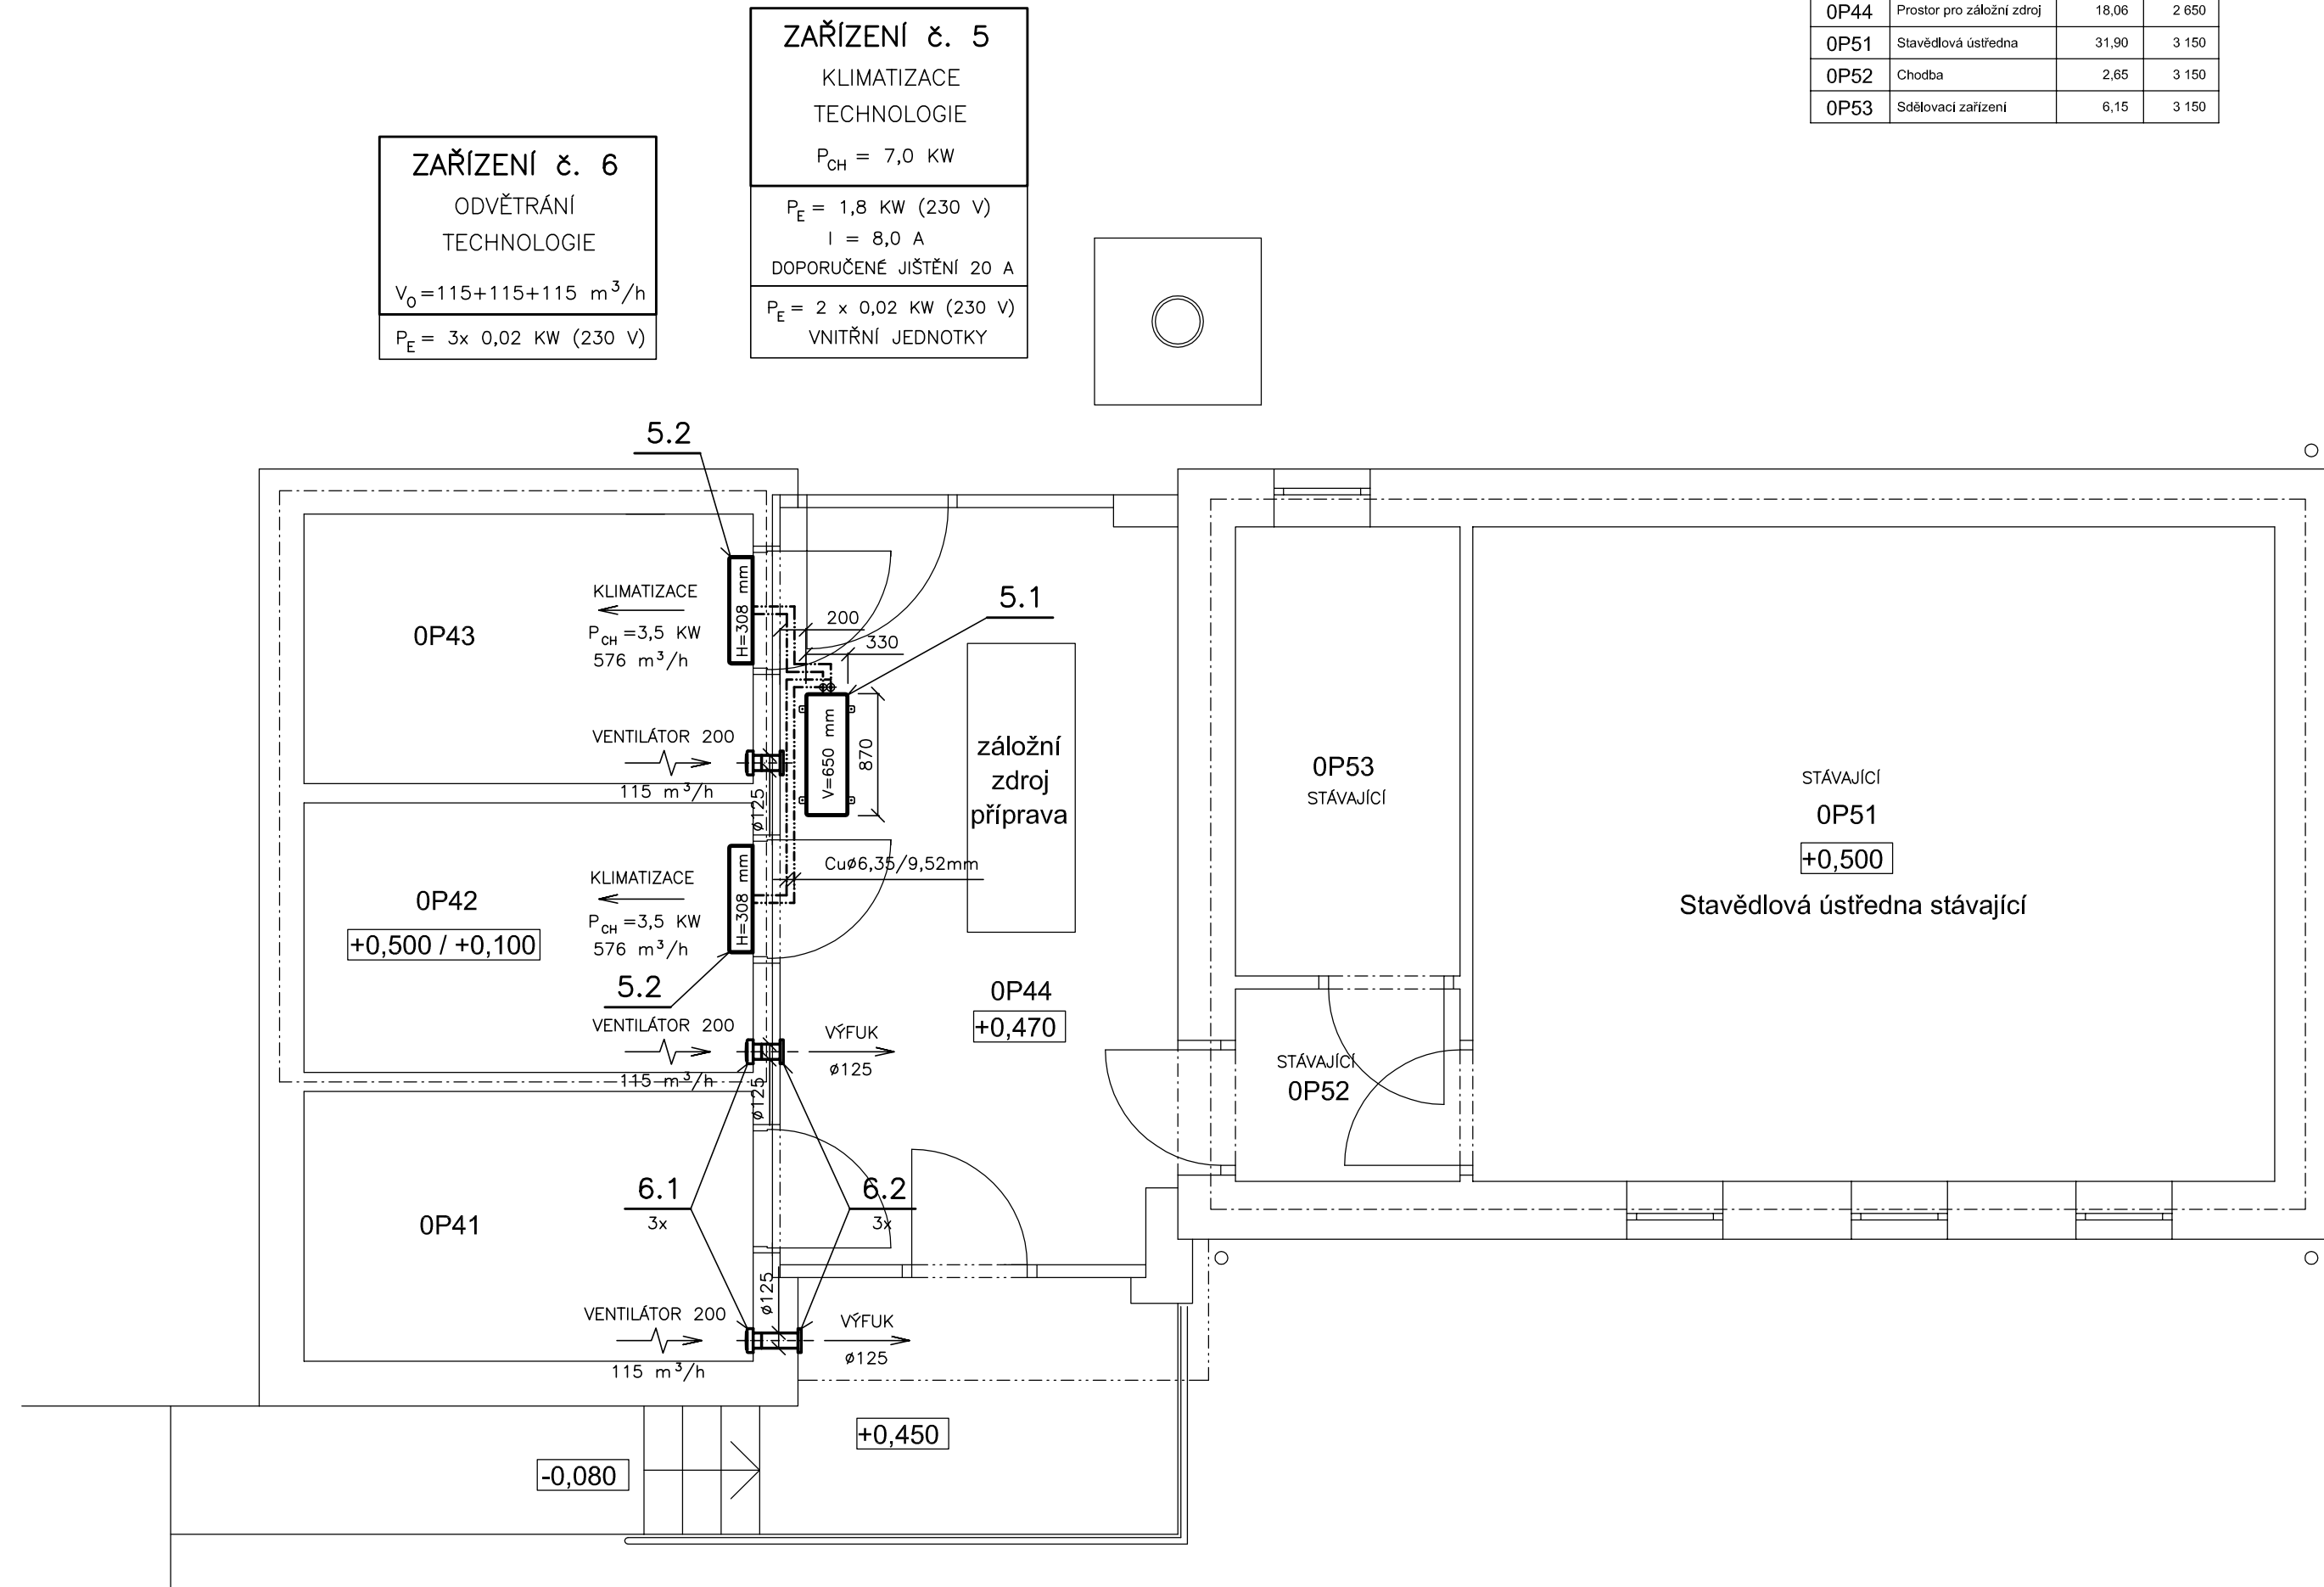 0P44 Prostor pro záložní zdroj 18,06 2 650
0P51 Stavědlová ústředna 31,90 3 150
0P52 Chodba 2,65 3 150
0P53 Sdělovací zařízení 6,15 3 150
ZAŘÍZENÍ č. 5
KLIMATIZACE
TECHNOLOGIE
PCH = 7,0 KW
PE = 1,8 KW (230 V)
I = 8,0 A
DOPORUČENÉ JIŠTĚNÍ 20 A
PE = 2 x 0,02 KW (230 V)
VNITŘNÍ JEDNOTKY
ZAŘÍZENÍ č. 6
ODVĚTRÁNÍ
TECHNOLOGIE
VO=115+115+115 m³/h
PE = 3x 0,02 KW (230 V)
5.2
H=308 mm
KLIMATIZACE
PCH =3,5 KW
576 m³/h
0P43
200
330
5.1
V=650 mm
870
VENTILÁTOR 200
115 m³/h
ø125
záložní
zdroj
příprava
0P53
STÁVAJÍCÍ
STÁVAJÍCÍ
0P51
+0,500
Stavědlová ústředna stávající
Cuø6,35/9,52mm
H=308 mm
KLIMATIZACE
PCH =3,5 KW
576 m³/h
0P42
+0,500 / +0,100
5.2
VENTILÁTOR 200
115 m³/h
ø125
VÝFUK
ø125
0P44
+0,470
STÁVAJÍCÍ
0P52
6.1
3x
6.2
3x
0P41
ø125
VENTILÁTOR 200
115 m³/h
VÝFUK
ø125
+0,450
-0,080